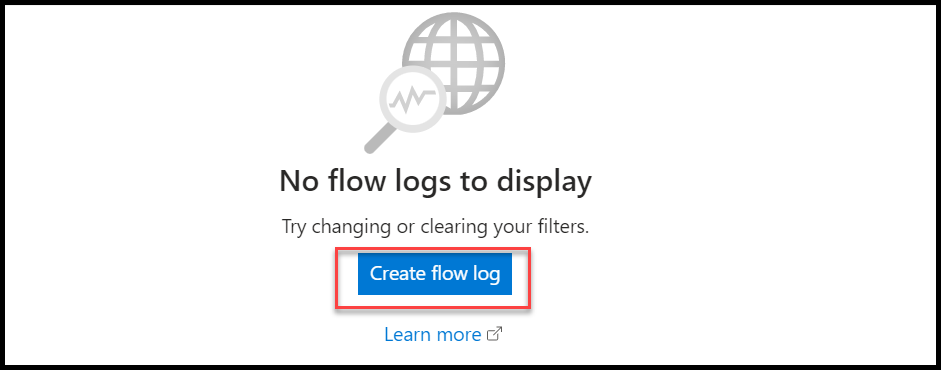 No flow logs to display
Try changing or clearing your filters.
Create flow log
Learn more